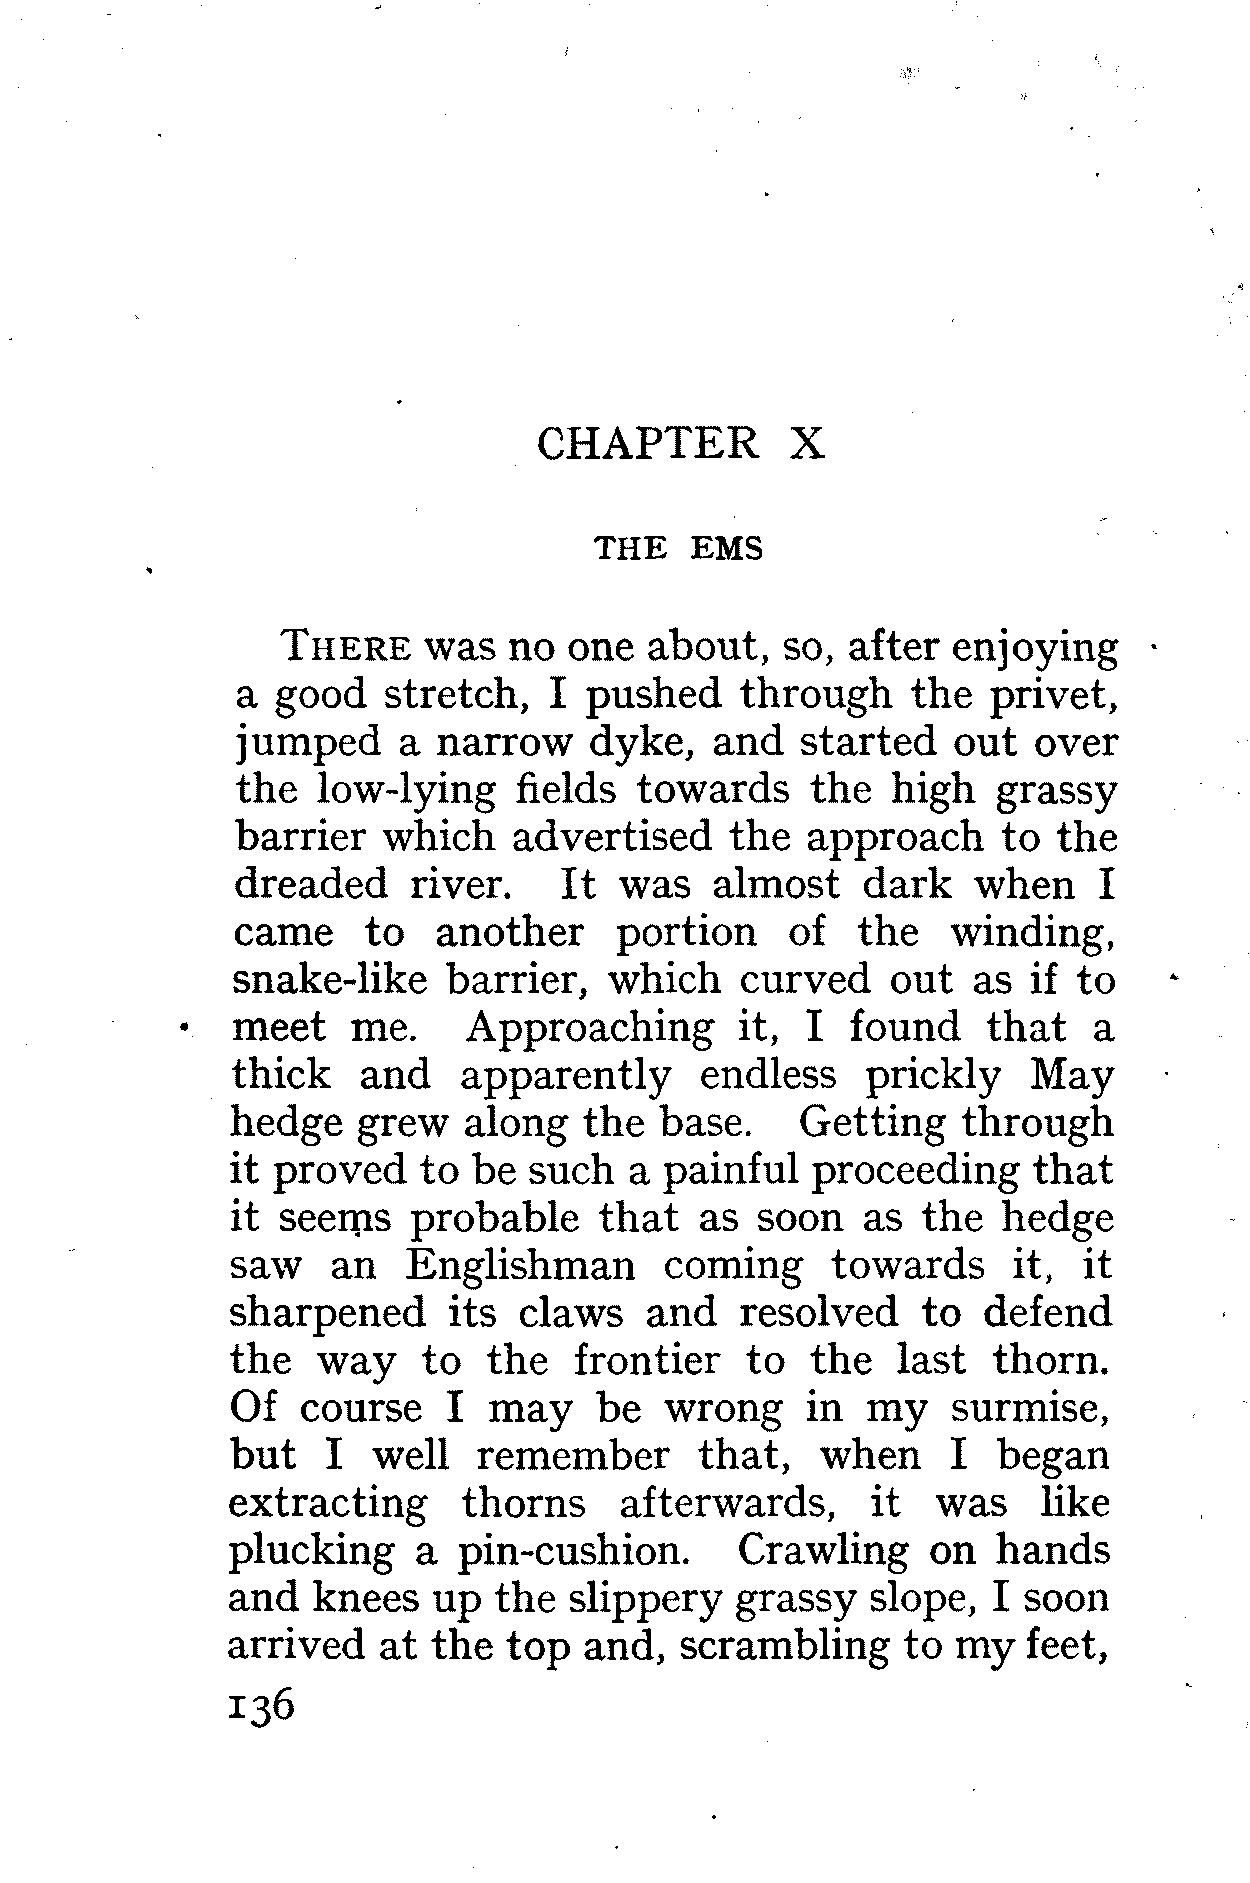 CHAPTER X
THE EMS
THERE was no one about, so, after enjoying
a good stretch, I pushed through the privet,
jumped a narrow dyke, and started out over
the low-lying fields towards the high grassy
barrier which advertised the approach to the
dreaded river. It was almost dark when I
came to another portion of the winding,
snake-like barrier, which curved out as if to
meet me. Approaching it, I found that a
thick and apparently endless prickly May
hedge grew along the base. Getting through
it proved to be such a painful proceeding that
it seems probable that as soon as the hedge
saw an Englishman coming towards it, it
sharpened its claws and resolved to defend
the way to the frontier to the last thorn.
Of course I may be wrong in my surmise,
but I well remember that, when I began
extracting thorns afterwards, it was like
plucking a pin-cushion. Crawling on hands
and knees up the slippery grassy slope, I soon
arrived at the top and, scrambling to my feet,
136